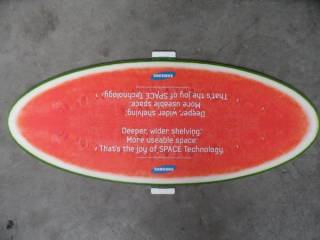 SAMSUNG
That's the joy of SPACE Technology.
More useable space
Deeper, wider shelving
Deeper, wider shelving
More useable space
That's the joy of SPACE Technology.
SAMSUNG